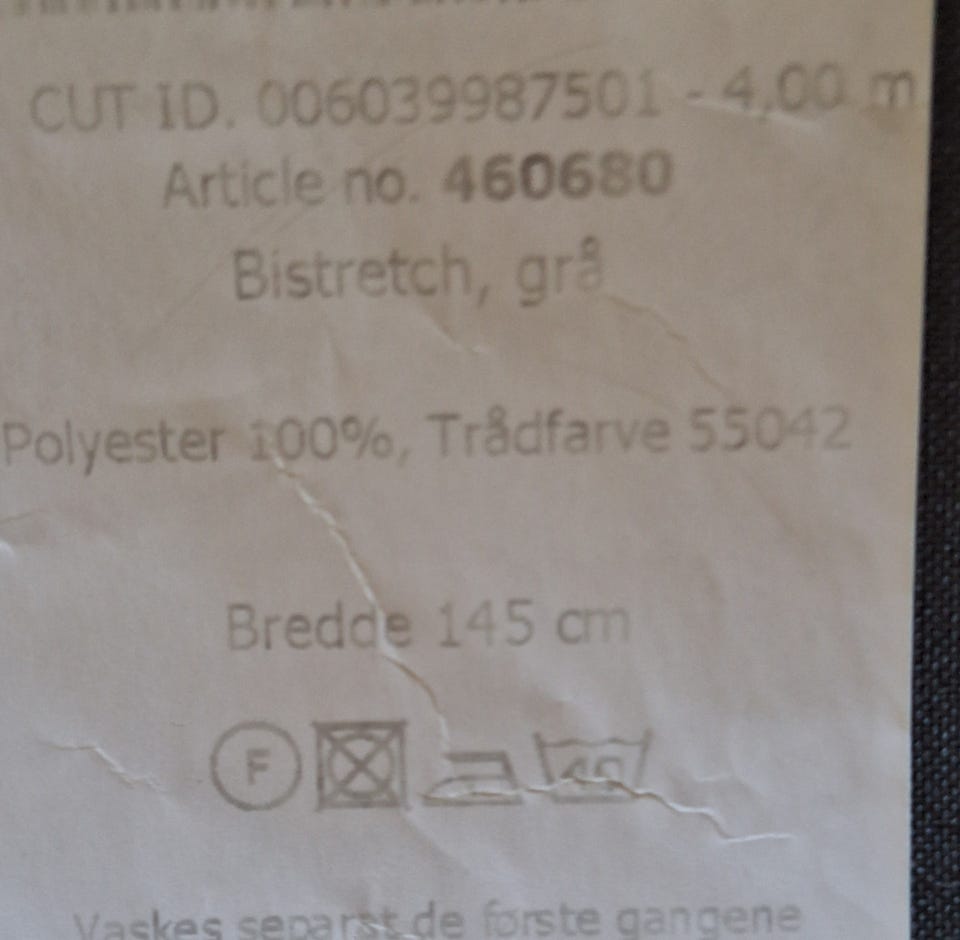 CUT ID. 006039987501 - 4,00 m
Article no. 460680
Bistretch, grå
Polyester 100%, Trådfarve 55042
Bredde 145 cm
F 40
Vaskes separat de første gangene